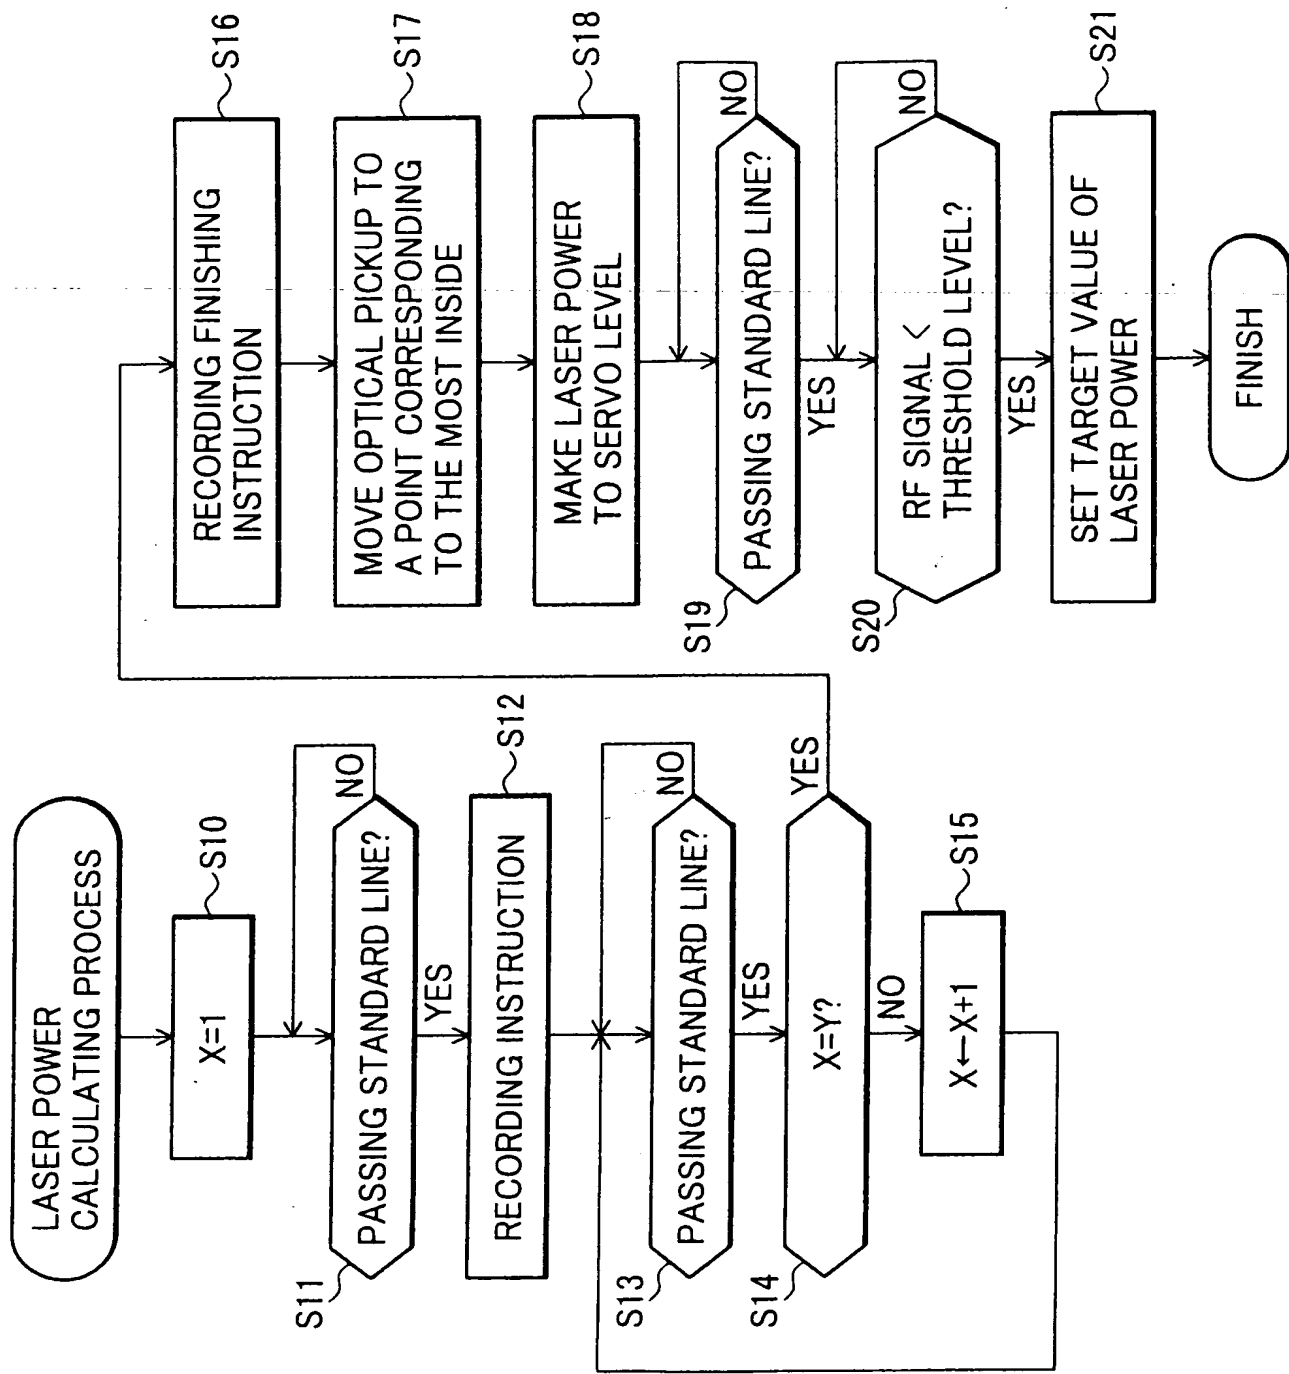 LASER POWER
CALCULATING PROCESS
X=1
S10
PASSING STANDARD LINE?
S11
NO
YES
RECORDING INSTRUCTION
S12
PASSING STANDARD LINE?
S13
NO
YES
X=Y?
S14
YES
NO
X←X+1
S15
RECORDING FINISHING
INSTRUCTION
S16
MOVE OPTICAL PICKUP TO
A POINT CORRESPONDING
TO THE MOST INSIDE
S17
MAKE LASER POWER
TO SERVO LEVEL
S18
PASSING STANDARD LINE?
S19
NO
YES
RF SIGNAL <
THRESHOLD LEVEL?
S20
NO
YES
SET TARGET VALUE OF
LASER POWER
S21
FINISH